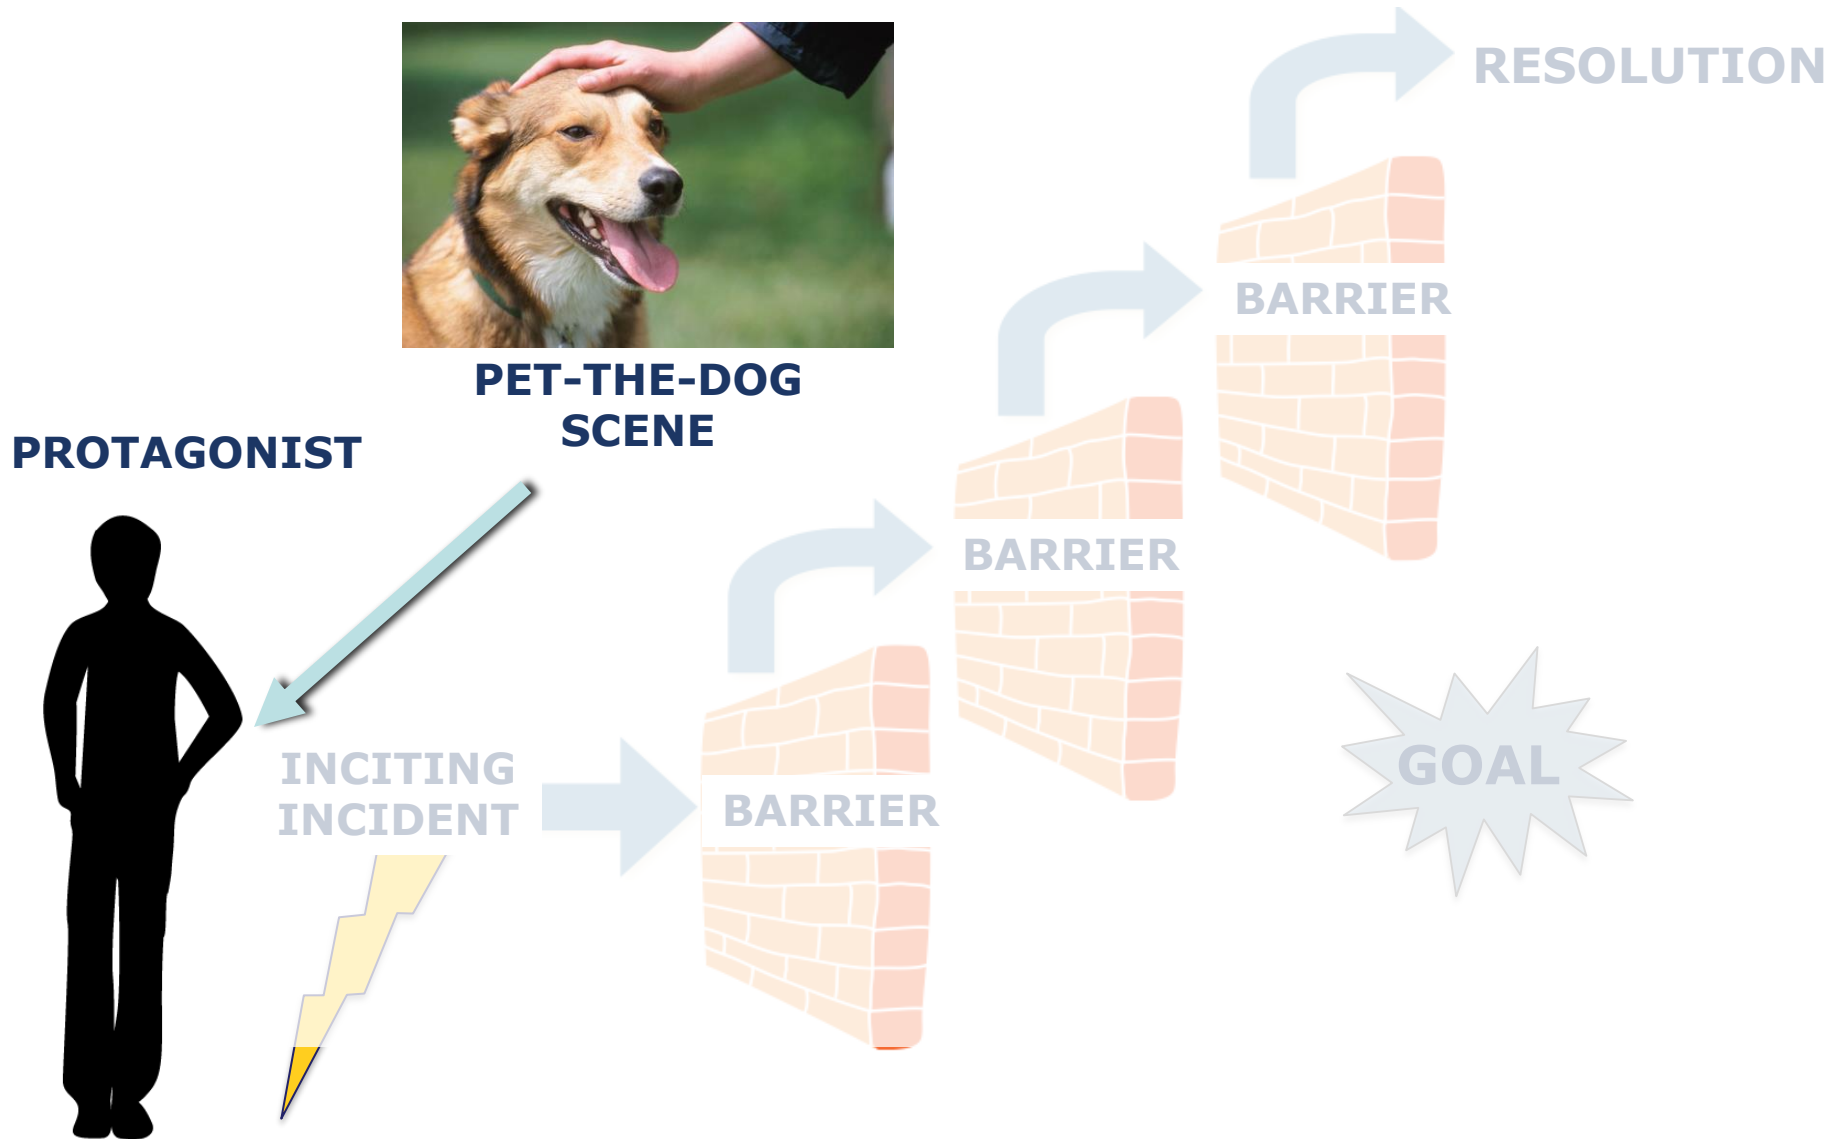 PROTAGONIST
PET-THE-DOG
SCENE
INCITING
INCIDENT
BARRIER
BARRIER
BARRIER
RESOLUTION
GOAL